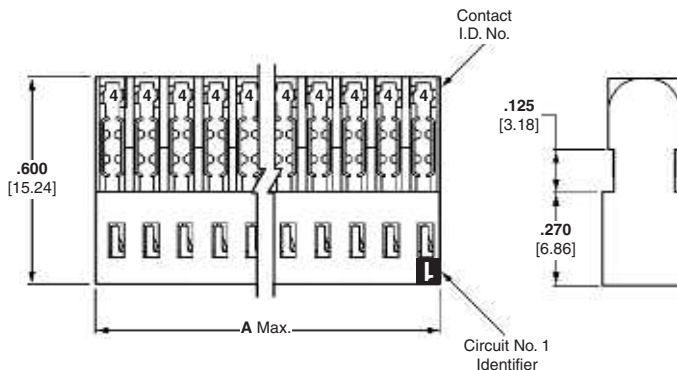 Contact
I.D. No.
4 4 4 4 4 4 4 4 4 4
.125
[3.18]
.600
[15.24]
.270
[6.86]
1
A Max.
Circuit No. 1
Identifier